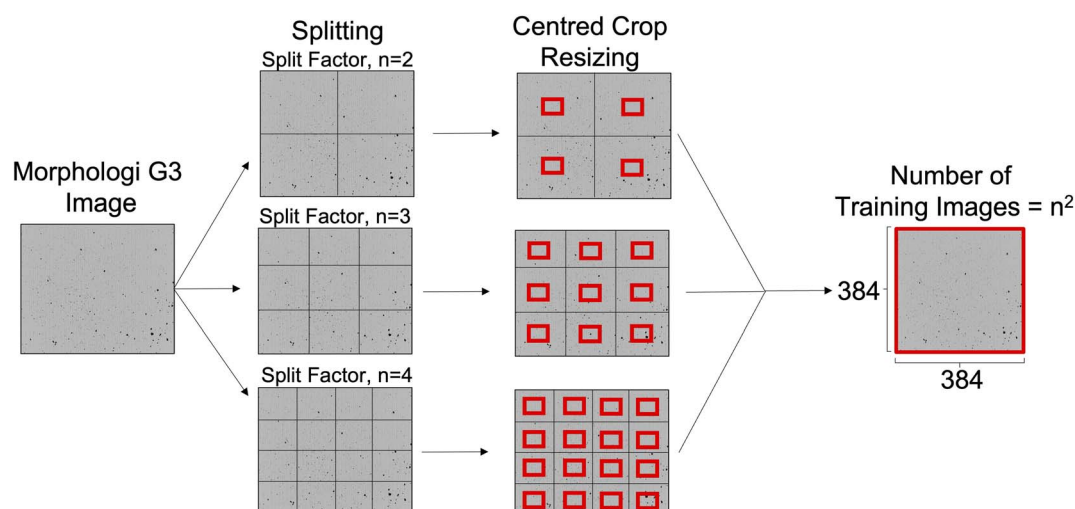 Morphologi G3
Image
Splitting
Split Factor, n=2
Split Factor, n=3
Split Factor, n=4
Centred Crop
Resizing
Number of
Training Images = n²
384
384